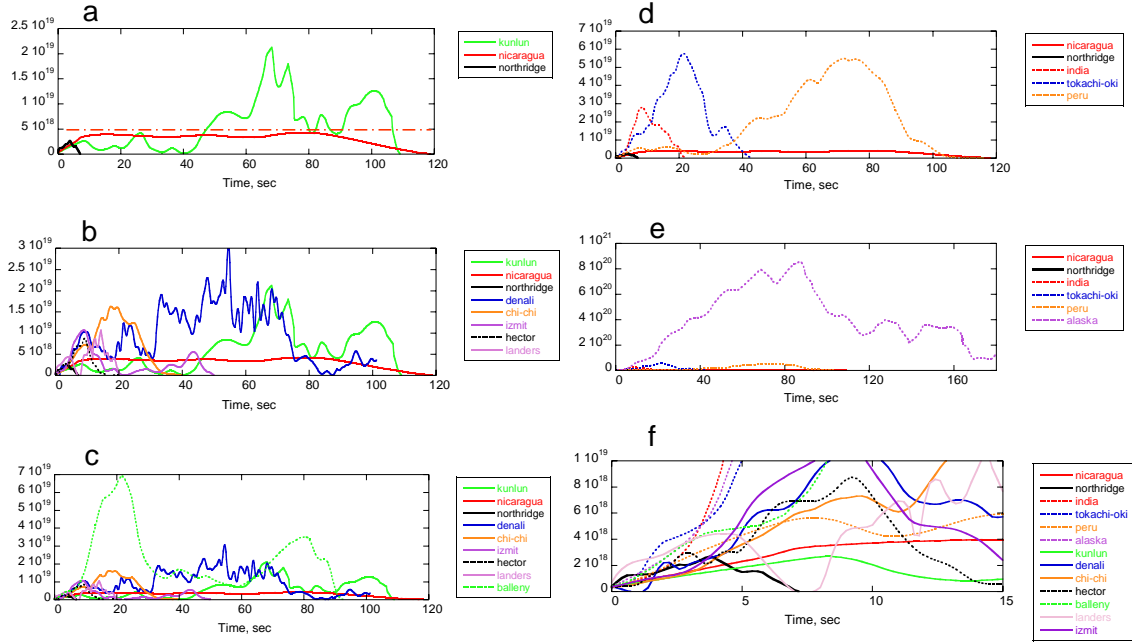 a
2.5 10^19
2 10^19
1.5 10^19
1 10^19
5 10^18
0
0 20 40 60 80 100 120
Time, sec
kunlun
nicaragua
northridge
d
7 10^19
6 10^19
5 10^19
4 10^19
3 10^19
2 10^19
1 10^19
0
0 20 40 60 80 100 120
Time, sec
nicaragua
northridge
india
tokachi-oki
peru
b
3 10^19
2.5 10^19
2 10^19
1.5 10^19
1 10^19
5 10^18
0
0 20 40 60 80 100 120
Time, sec
kunlun
nicaragua
northridge
denali
chi-chi
izmit
hector
landers
e
1 10^21
8 10^20
6 10^20
4 10^20
2 10^20
0
0 40 80 120 160
Time, sec
nicaragua
northridge
india
tokachi-oki
peru
alaska
c
7 10^19
6 10^19
5 10^19
4 10^19
3 10^19
2 10^19
1 10^19
0
0 20 40 60 80 100 120
Time, sec
kunlun
nicaragua
northridge
denali
chi-chi
izmit
hector
landers
balleny
f
1 10^19
8 10^18
6 10^18
4 10^18
2 10^18
0
0 5 10 15
Time, sec
nicaragua
northridge
india
tokachi-oki
peru
alaska
kunlun
denali
chi-chi
hector
balleny
landers
izmit